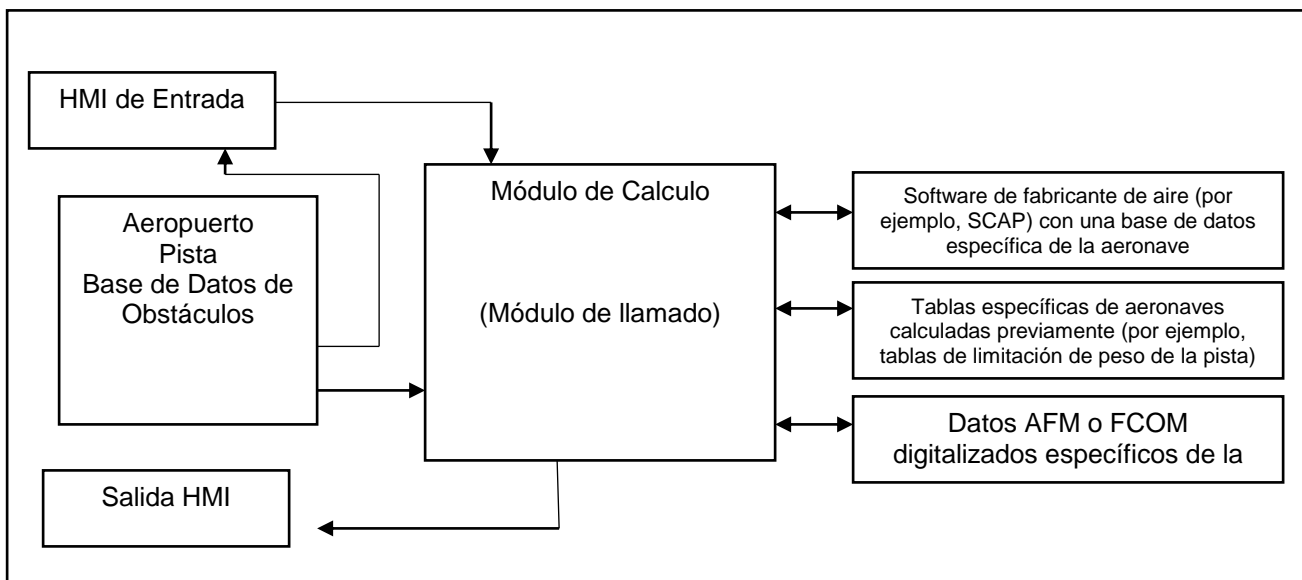 HMI de Entrada
Aeropuerto
Pista
Base de Datos de
Obstáculos
Salida HMI
Módulo de Calculo
(Módulo de llamado)
Software de fabricante de aire (por
ejemplo, SCAP) con una base de datos
específica de la aeronave
Tablas específicas de aeronaves
calculadas previamente (por ejemplo,
tablas de limitación de peso de la pista)
Datos AFM o FCOM
digitalizados específicos de la